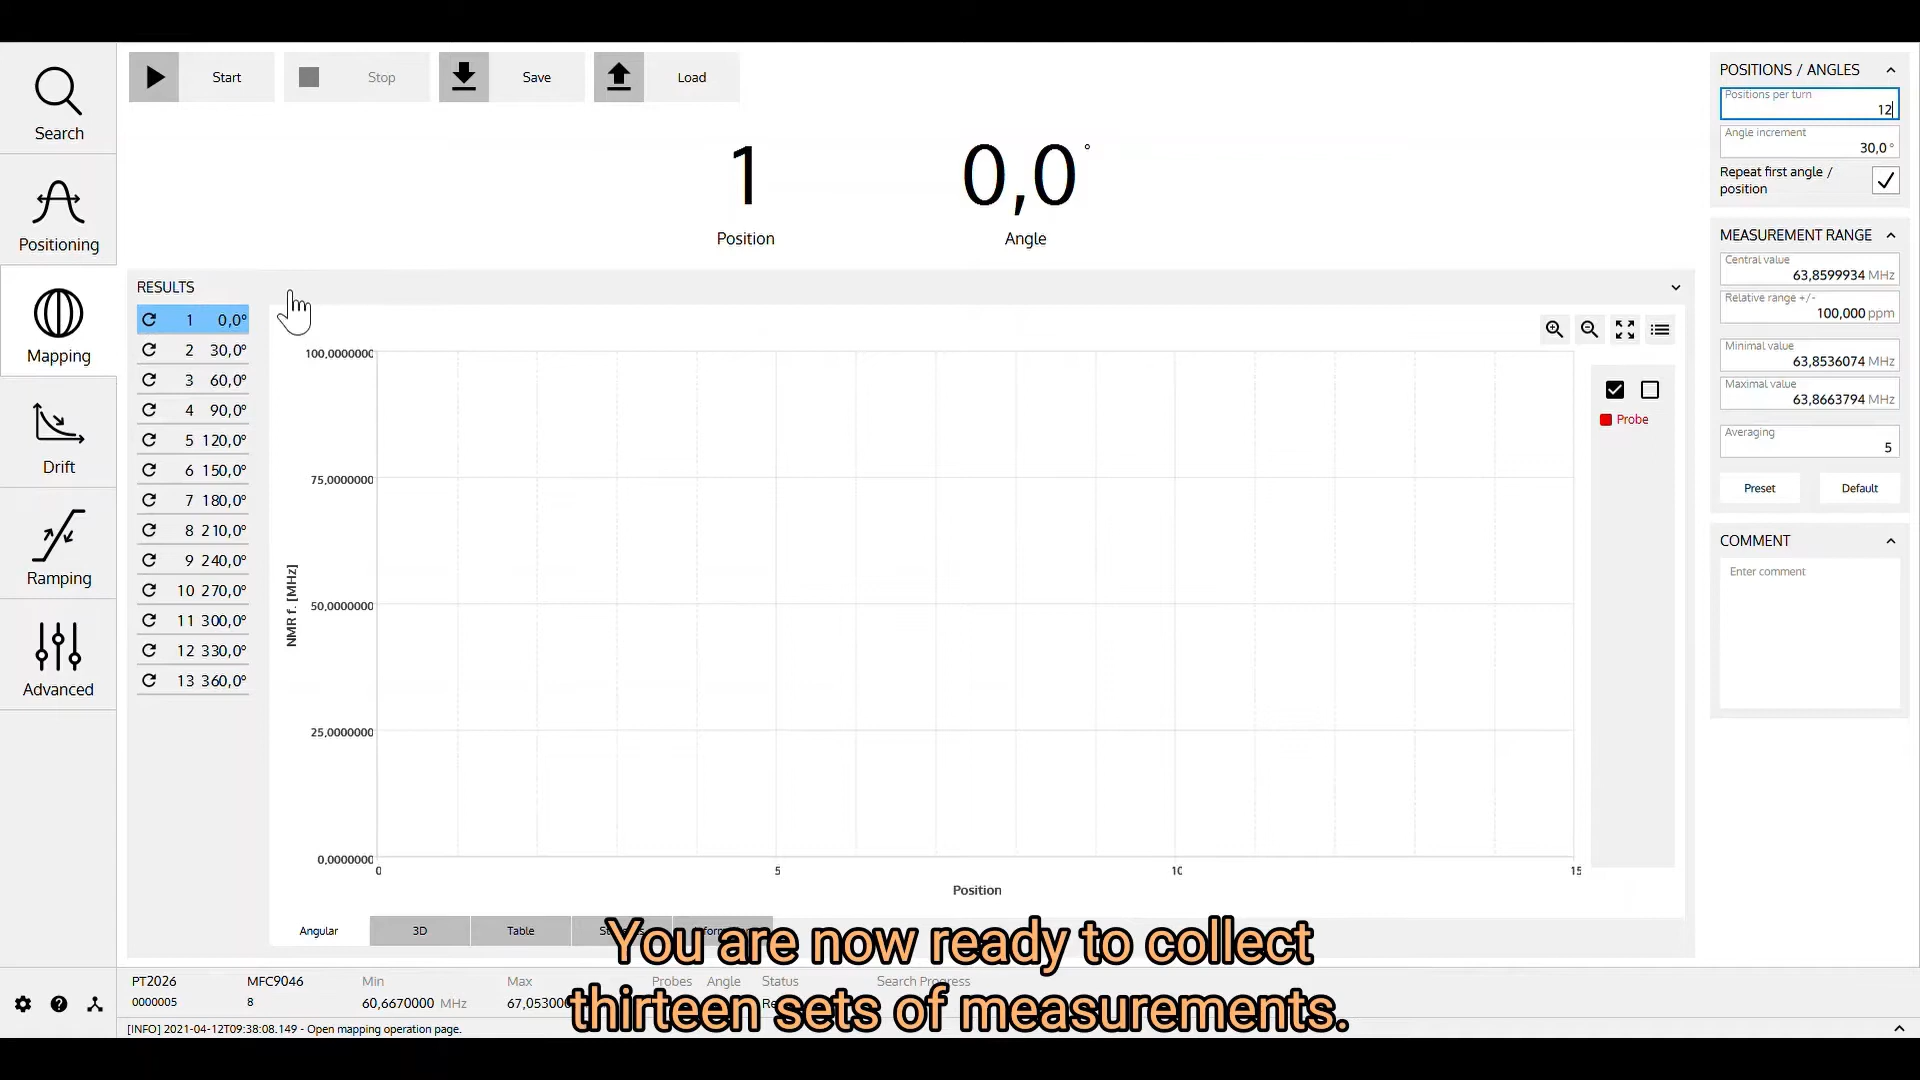 Start
Stop
Save
Load
Search
Positioning
Mapping
Drift
Ramping
Advanced
1
Position
0,0°
Angle
RESULTS
1 0,0°
2 30,0°
3 60,0°
4 90,0°
5 120,0°
6 150,0°
7 180,0°
8 210,0°
9 240,0°
10 270,0°
11 300,0°
12 330,0°
13 360,0°
100,0000000
75,0000000
50,0000000
25,0000000
0,0000000
NMR f. [MHz]
0
5
10
15
Position
Probe
Angular
3D
Table
POSITIONS / ANGLES
Positions per turn
12
Angle increment
30,0 °
Repeat first angle /
position
MEASUREMENT RANGE
Central value
63,8599934 MHz
Relative range +/-
100,000 ppm
Minimal value
63,8536074 MHz
Maximal value
63,8663794 MHz
Averaging
5
Preset
Default
COMMENT
Enter comment
PT2026
0000005
MFC9046
8
Min
60,6670000 MHz
Max
Probes
Angle
Status
Search Progress
[INFO] 2021-04-12T09:38:08.149 - Open mapping operation page.
You are now ready to collect
thirteen sets of measurements.